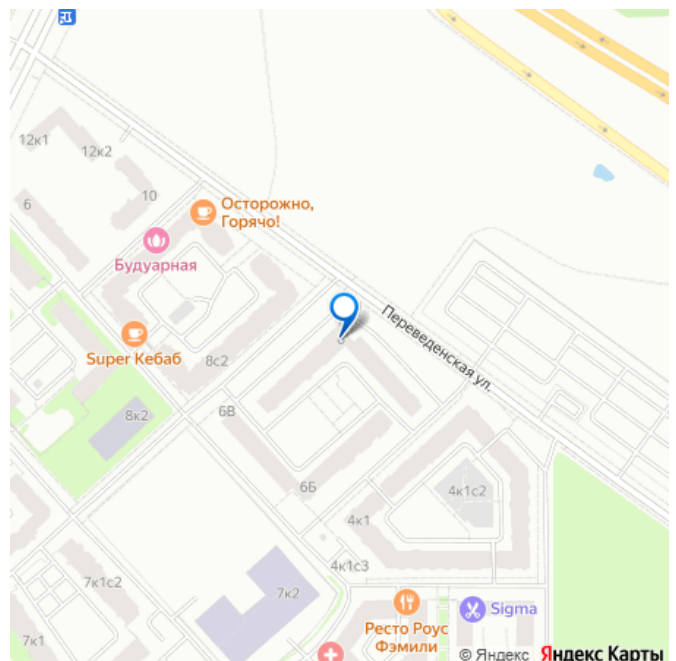 12к1
12к2
6
10
Осторожно,
Горячо!
Будуарная
Переведенская ул.
Super Кебаб
8с2
8к2
6В
6Б
4к1с2
4к1
4к1с3
7к1с2
7к2
7к1
Ресто Роус
Фэмили
Sigma
© Яндекс Яндекс Карты